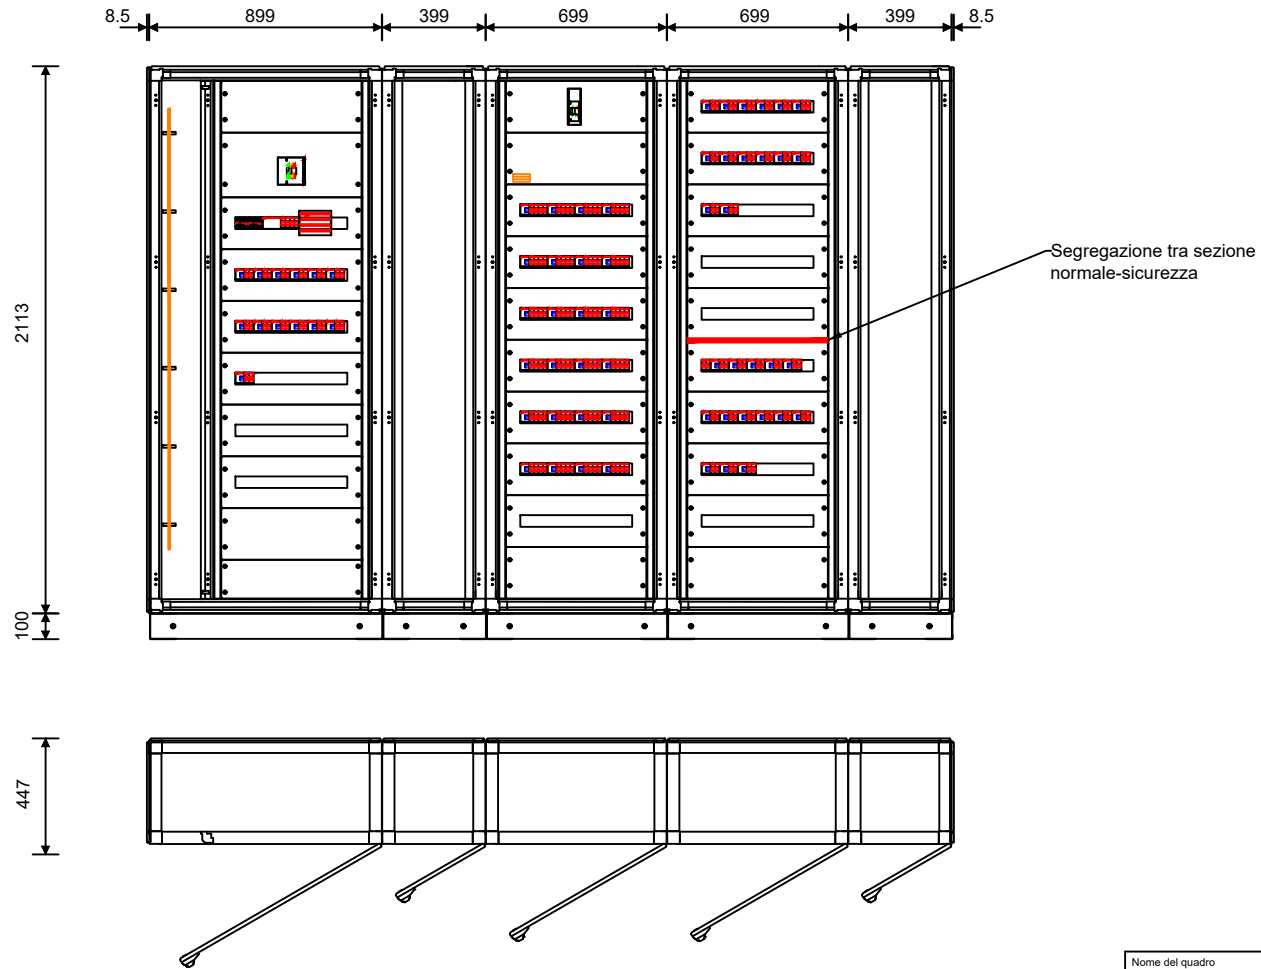 8.5 899 399 699 699 399 8.5
2113
Segregazione tra sezione
normale-sicurezza
100
447
Nome del quadro